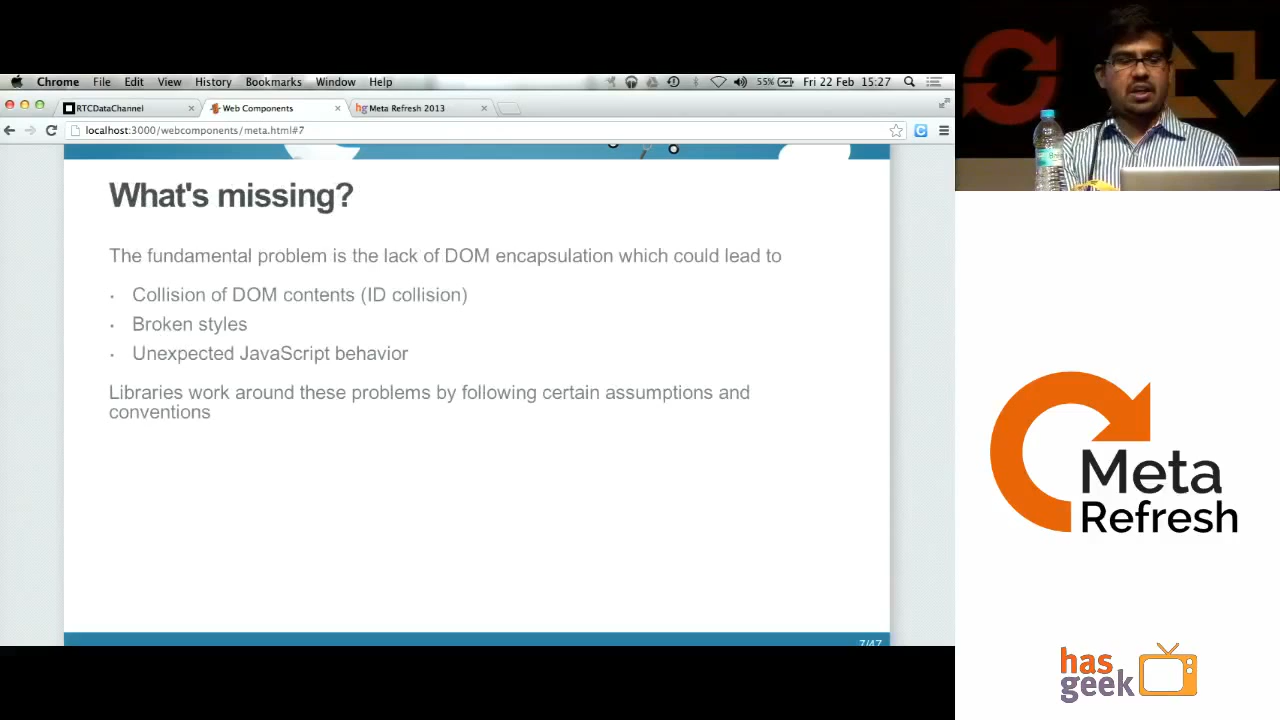 Chrome File Edit View History Bookmarks Window Help
55% Fri 22 Feb 15:27
RTCDataChannel
Web Components
hg Meta Refresh 2013
localhost:3000/webcomponents/meta.html#7
What's missing?
The fundamental problem is the lack of DOM encapsulation which could lead to
· Collision of DOM contents (ID collision)
· Broken styles
· Unexpected JavaScript behavior
Libraries work around these problems by following certain assumptions and
conventions
7/47
Meta
Refresh
has
geek